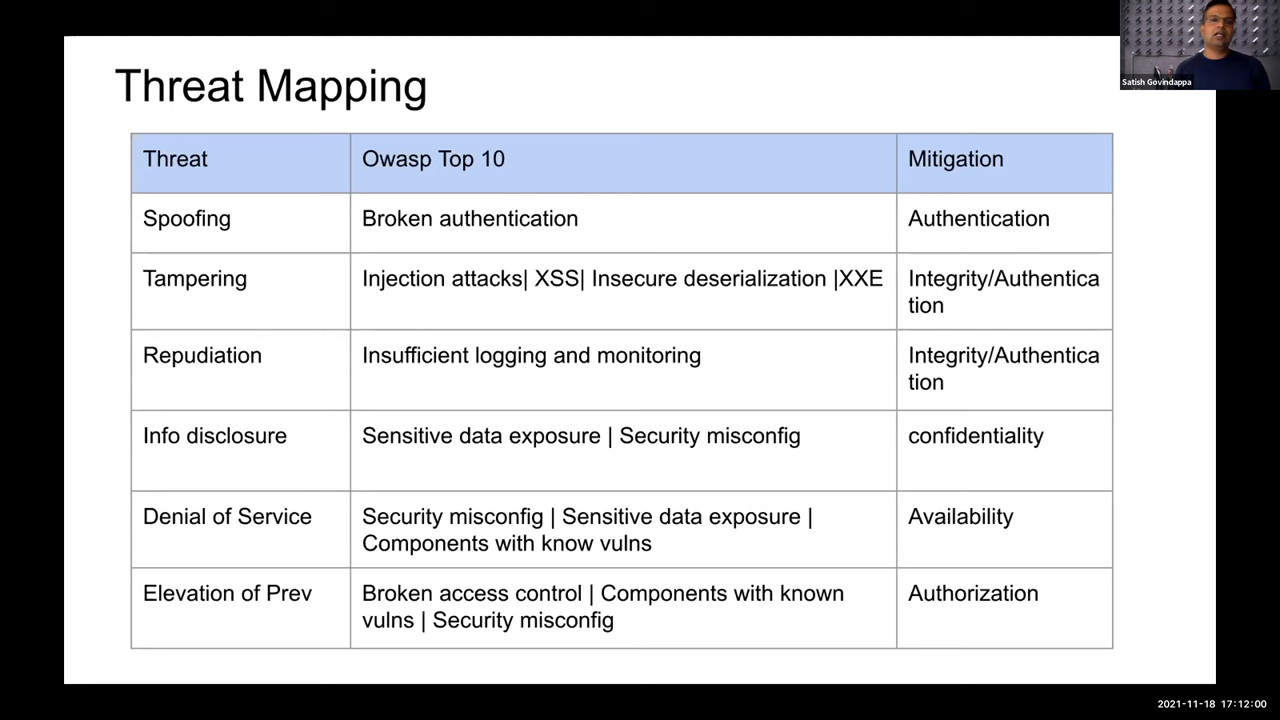 Satish Govindappa
Threat Mapping
Threat Owasp Top 10 Mitigation
Spoofing Broken authentication Authentication
Tampering Injection attacks| XSS| Insecure deserialization |XXE Integrity/Authentica
tion
Repudiation Insufficient logging and monitoring Integrity/Authentica
tion
Info disclosure Sensitive data exposure | Security misconfig confidentiality
Denial of Service Security misconfig | Sensitive data exposure | Availability
Components with know vulns
Elevation of Prev Broken access control | Components with known Authorization
vulns | Security misconfig
2021-11-18 17:12:00